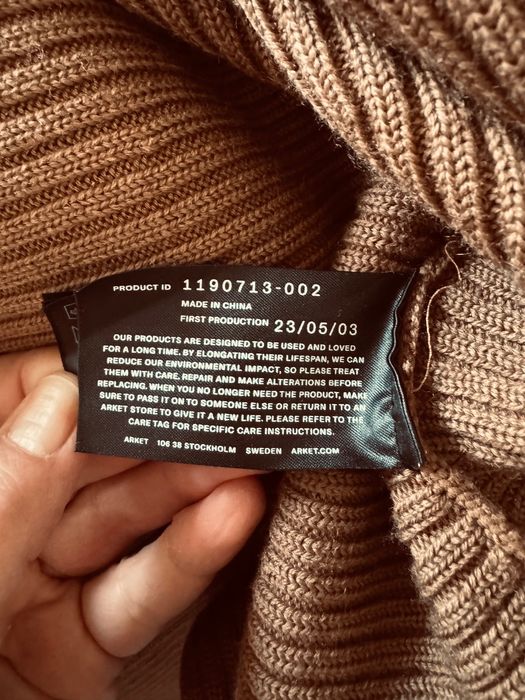 PRODUCT ID 1190713-002
MADE IN CHINA
FIRST PRODUCTION 23/05/03
OUR PRODUCTS ARE DESIGNED TO BE USED AND LOVED
FOR A LONG TIME. BY ELONGATING THEIR LIFESPAN, WE CAN
REDUCE OUR ENVIRONMENTAL IMPACT, SO PLEASE TREAT
THEM WITH CARE. REPAIR AND MAKE ALTERATIONS BEFORE
REPLACING. WHEN YOU NO LONGER NEED THE PRODUCT, MAKE
SURE TO PASS IT ON TO SOMEONE ELSE OR RETURN IT TO AN
ARKET STORE TO GIVE IT A NEW LIFE. PLEASE REFER TO THE
CARE TAG FOR SPECIFIC CARE INSTRUCTIONS.
ARKET 106 38 STOCKHOLM SWEDEN ARKET.COM